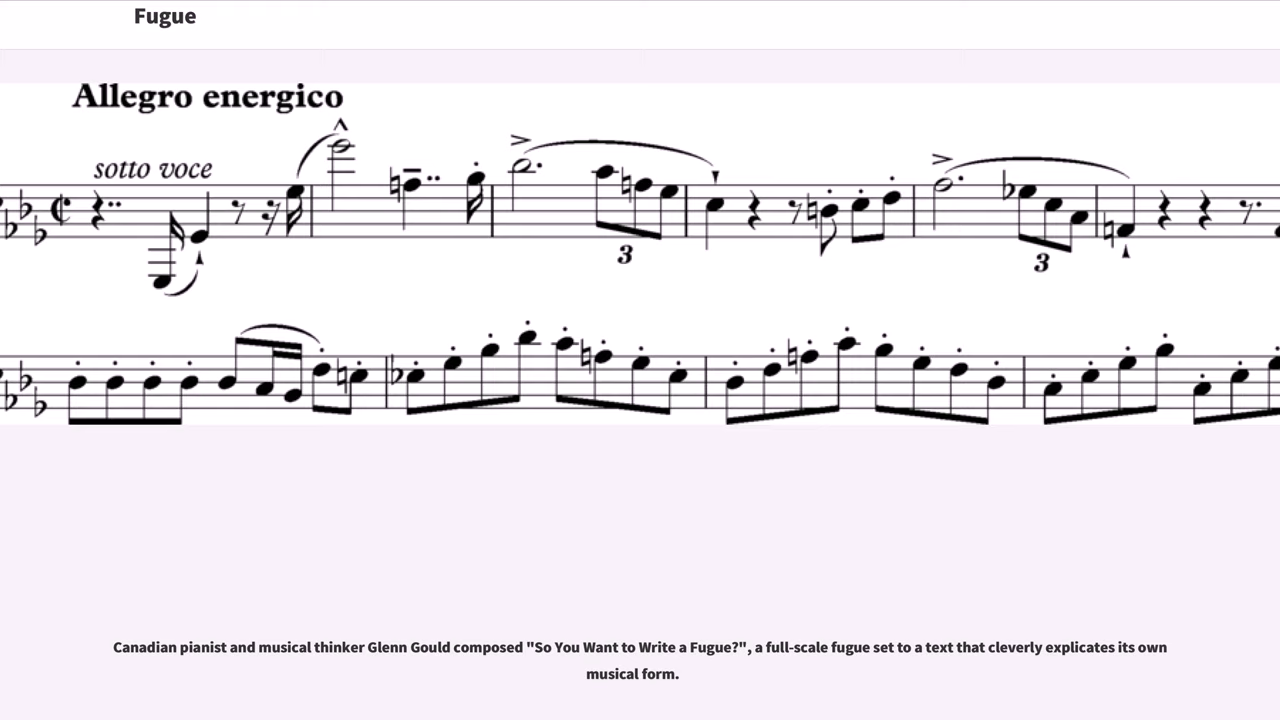 Fugue
Allegro energico
sotto voce
3
3
Canadian pianist and musical thinker Glenn Gould composed "So You Want to Write a Fugue?", a full-scale fugue set to a text that cleverly explicates its own
musical form.